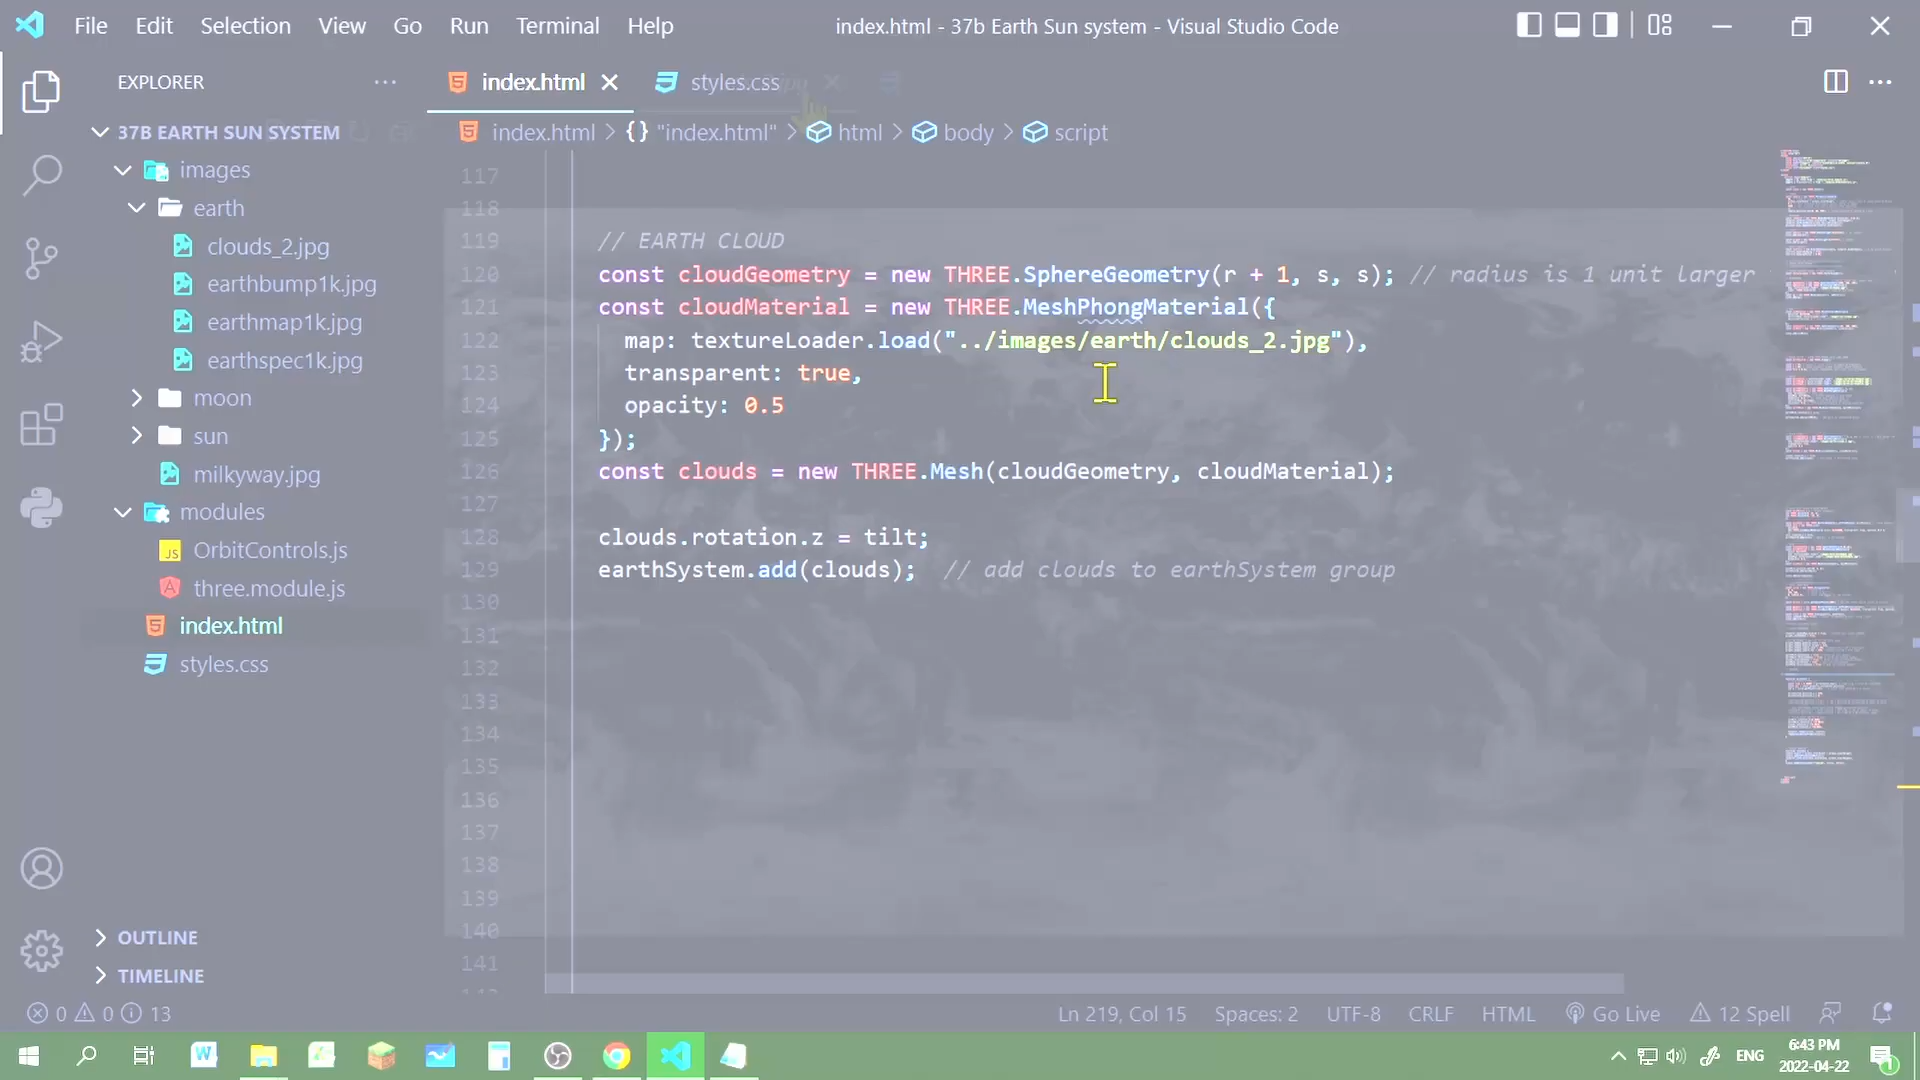 File Edit Selection View Go Run Terminal Help
index.html - 37b Earth Sun system - Visual Studio Code
EXPLORER
37B EARTH SUN SYSTEM
images
earth
clouds_2.jpg
earthbump1k.jpg
earthmap1k.jpg
earthspec1k.jpg
moon
sun
milkyway.jpg
modules
JS OrbitControls.js
three.module.js
index.html
styles.css
OUTLINE
TIMELINE
index.html styles.css
index.html > {} "index.html" > html > body > script
117
118
119 // EARTH CLOUD
120 const cloudGeometry = new THREE.SphereGeometry(r + 1, s, s); // radius is 1 unit larger
121 const cloudMaterial = new THREE.MeshPhongMaterial({
122 map: textureLoader.load("../images/earth/clouds_2.jpg"),
123 transparent: true,
124 opacity: 0.5
125 });
126 const clouds = new THREE.Mesh(cloudGeometry, cloudMaterial);
127
128 clouds.rotation.z = tilt;
129 earthSystem.add(clouds); // add clouds to earthSystem group
130
131
132
133
134
135
136
137
138
139
140
141
0 0 13
Ln 219, Col 15 Spaces: 2 UTF-8 CRLF HTML Go Live 12 Spell
ENG
6:43 PM
2022-04-22
1